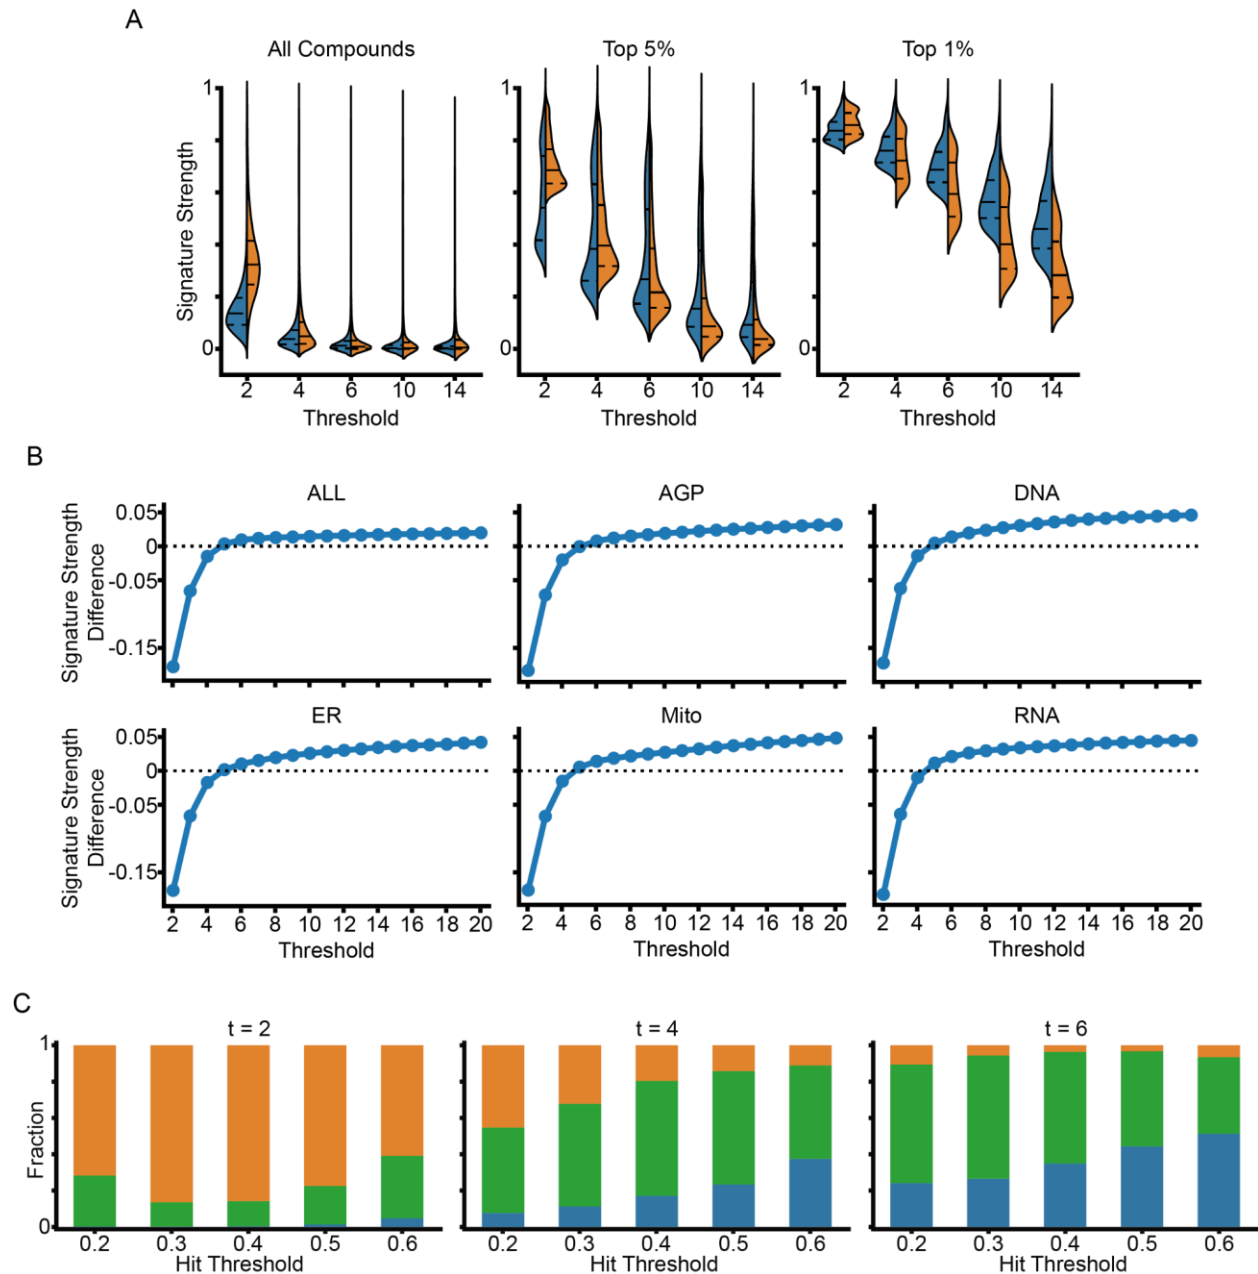 A
All Compounds
Top 5%
Top 1%
Signature Strength
1
0
2 4 6 10 14
Threshold
1
0
2 4 6 10 14
Threshold
1
0
2 4 6 10 14
Threshold
B
ALL
AGP
DNA
Signature Strength
Difference
0.05
0
-0.05
-0.15
ER
Mito
RNA
Signature Strength
Difference
0.05
0
-0.05
-0.15
2 4 6 8 10 12 14 16 18 20
Threshold
2 4 6 8 10 12 14 16 18 20
Threshold
2 4 6 8 10 12 14 16 18 20
Threshold
C
t = 2
t = 4
t = 6
Fraction
1
0
0.2 0.3 0.4 0.5 0.6
Hit Threshold
0.2 0.3 0.4 0.5 0.6
Hit Threshold
0.2 0.3 0.4 0.5 0.6
Hit Threshold